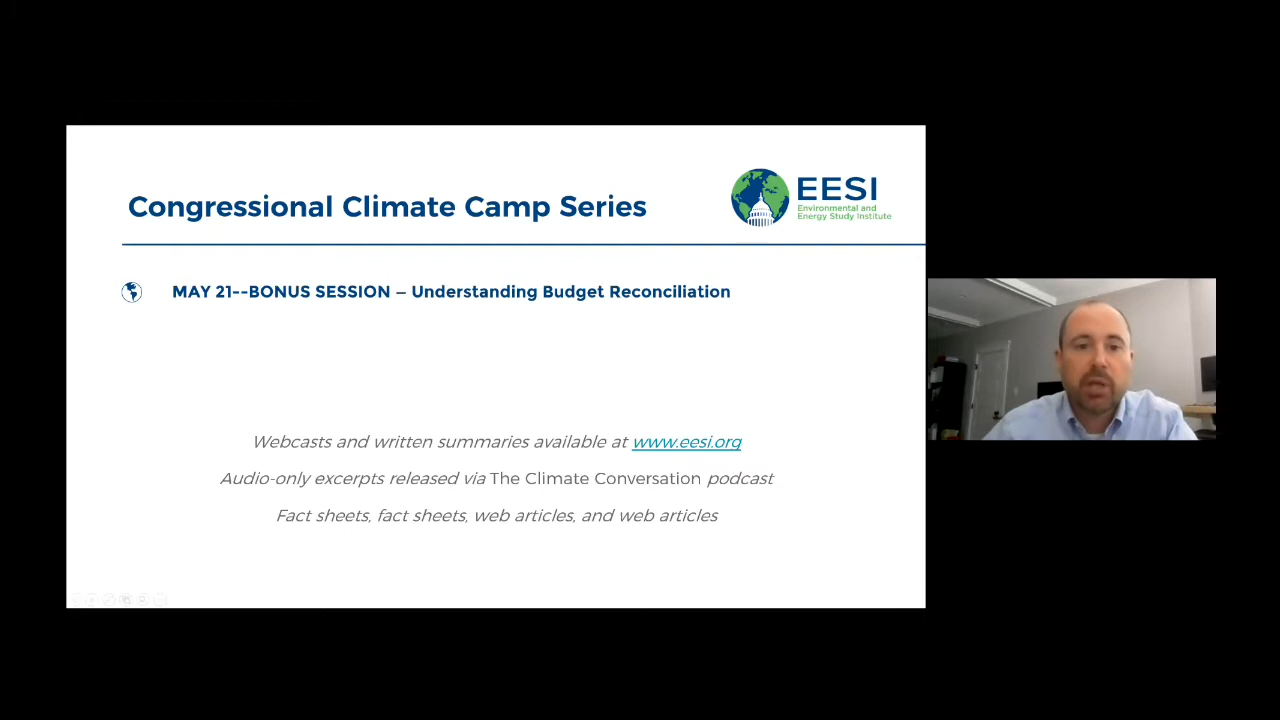 Congressional Climate Camp Series
EESI
Environmental and
Energy Study Institute
MAY 21--BONUS SESSION – Understanding Budget Reconciliation
Webcasts and written summaries available at www.eesi.org
Audio-only excerpts released via The Climate Conversation podcast
Fact sheets, fact sheets, web articles, and web articles